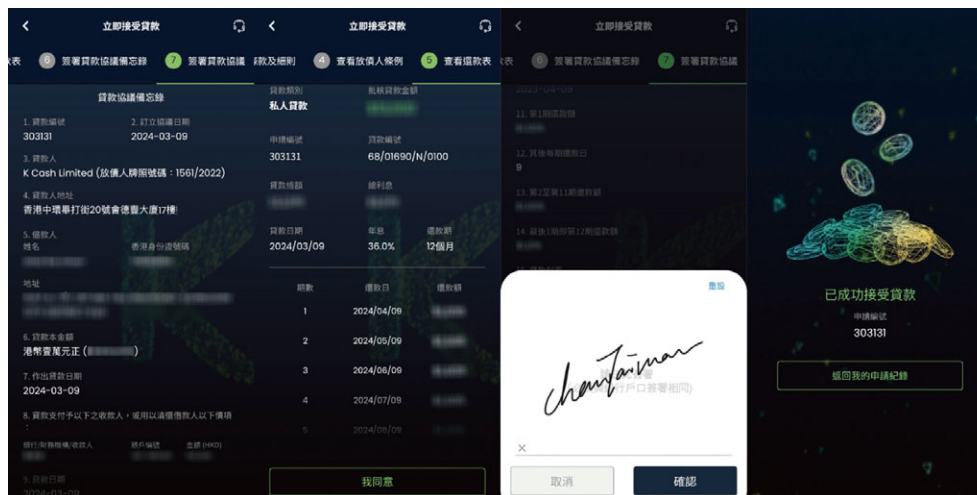 立即接受貸款
款表
6 簽署貸款協議備忘錄
7 簽署貸款協議
貸款協議備忘錄
1. 貸款編號
2. 訂立協議日期
303131
2024-03-09
3. 貸款人
K Cash Limited (放債人牌照號碼：1561/2022)
4. 貸款人地址
香港中環畢打街20號會德豐大廈17樓
5. 借款人
姓名
香港身份證號碼
地址
6. 貸款本金額
港幣壹萬元正 (
)
7. 作出貸款日期
2024-03-09
8. 貸款支付予以下之收款人，或用以清還借款人以下債項
：
銀行/財務機構/收款人
賬戶編號
金額 (HKD)
9. 貸款日期
2024-03-09
立即接受貸款
款及細則
4 查看放債人條例
5 查看還款表
貸款類別
批核貸款金額
私人貸款
申請編號
貸款編號
303131
68/01690/N/0100
貸款總額
總利息
貸款日期
年息
還款期
2024/03/09
36.0%
12個月
期數
還款日
還款額
1
2024/04/09
2
2024/05/09
3
2024/06/09
4
2024/07/09
5
2024/08/09
我同意
立即接受貸款
款表
6 簽署貸款協議備忘錄
7 簽署貸款協議
2023-04-09
11. 第1期還款額
12. 其後每期還款日
9
13. 第2至第11期還款額
14. 最後1期即第12期還款額
重設
Chan Tai man
行戶口簽署相同)
×
取消
確認
已成功接受貸款
申請編號
303131
返回我的申請紀錄